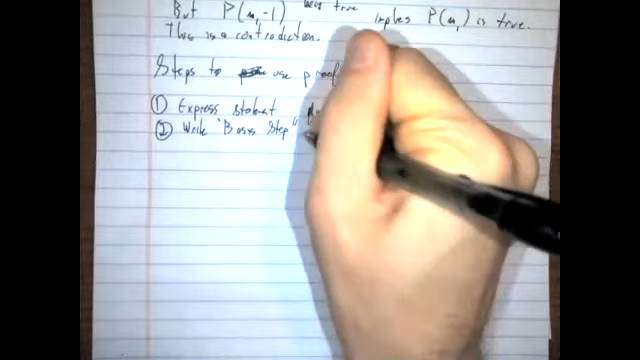 But P(m,-1) true implies P(m,) is true.
This is a contradiction.
Steps to use proof
① Express statement
② Write "Basis Step"